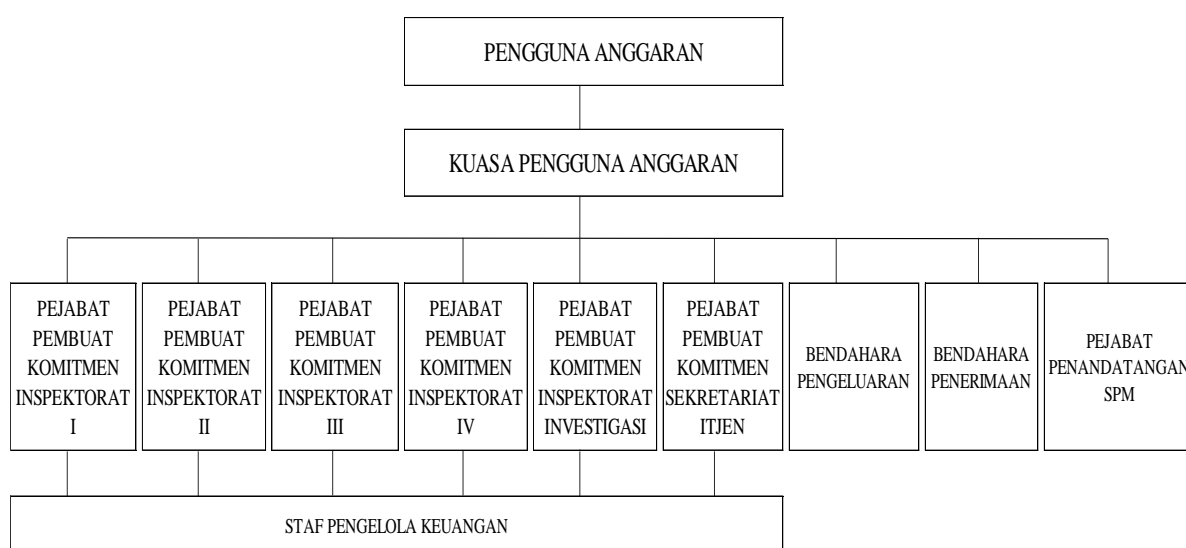 PENGGUNA ANGGARAN
KUASA PENGGUNA ANGGARAN
PEJABAT
PEMBUAT
KOMITMEN
INSPEKTORAT
I
PEJABAT
PEMBUAT
KOMITMEN
INSPEKTORAT
II
PEJABAT
PEMBUAT
KOMITMEN
INSPEKTORAT
III
PEJABAT
PEMBUAT
KOMITMEN
INSPEKTORAT
IV
PEJABAT
PEMBUAT
KOMITMEN
INSPEKTORAT
INVESTIGASI
PEJABAT
PEMBUAT
KOMITMEN
SEKRETARIAT
ITJEN
BENDAHARA
PENGELUARAN
BENDAHARA
PENERIMAAN
PEJABAT
PENANDATANGAN
SPM
STAF PENGELOLA KEUANGAN